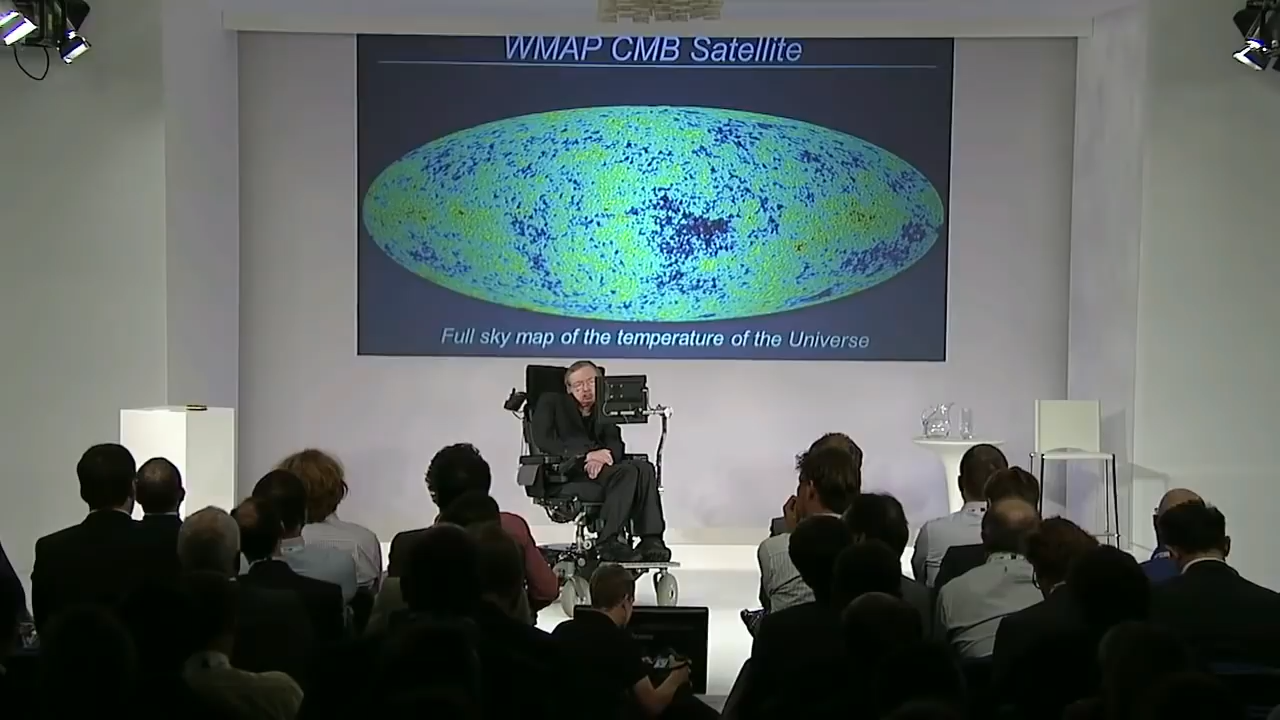 WMAP CMB Satellite
Full sky map of the temperature of the Universe